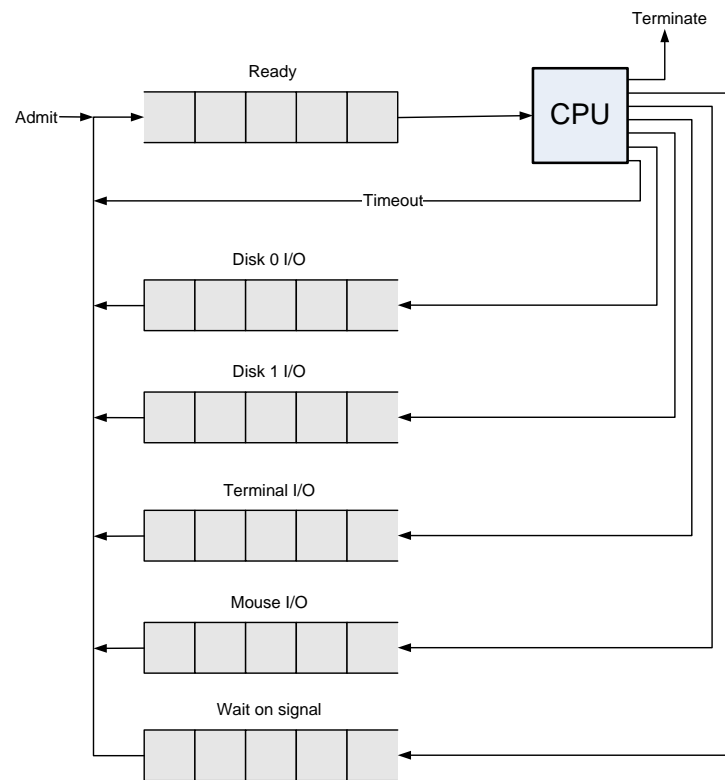 Terminate
Ready
CPU
Admit
Timeout
Disk 0 I/O
Disk 1 I/O
Terminal I/O
Mouse I/O
Wait on signal